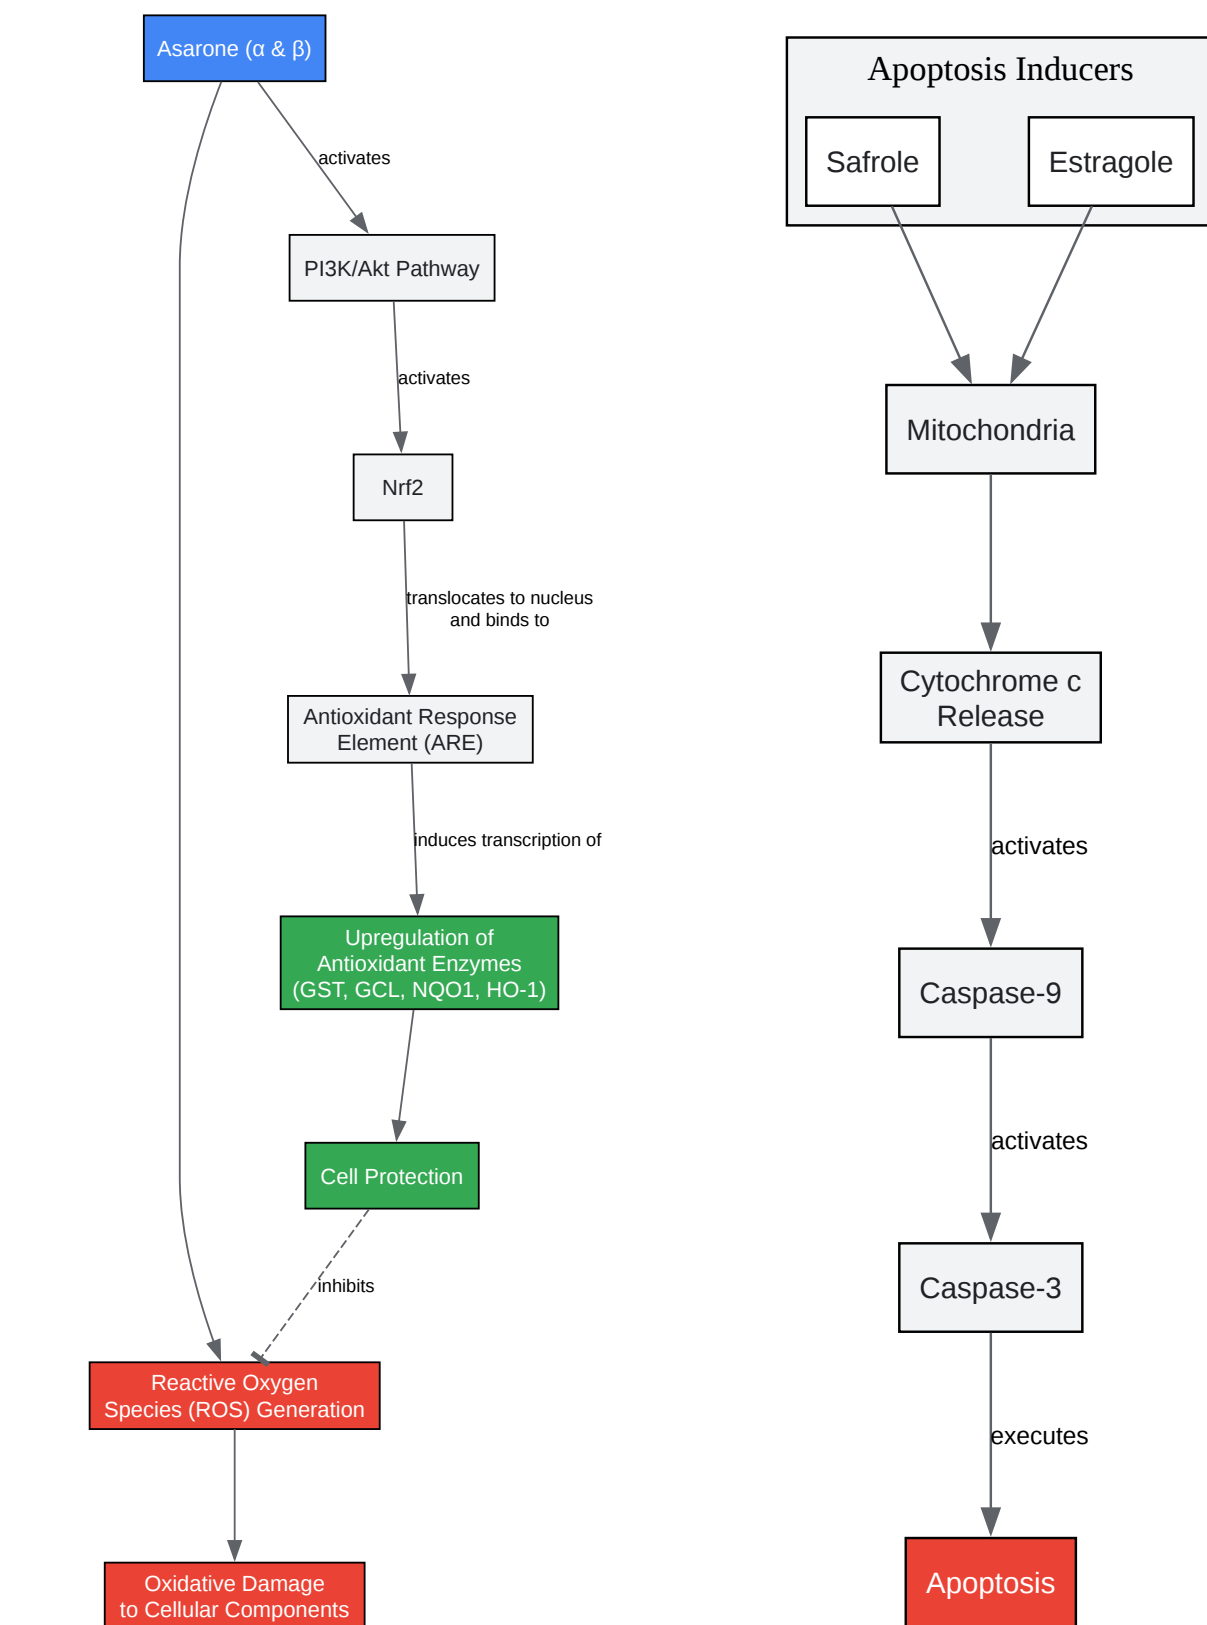 Asarone (α & β)
activates
PI3K/Akt Pathway
activates
Nrf2
translocates to nucleus
and binds to
Antioxidant Response
Element (ARE)
induces transcription of
Upregulation of
Antioxidant Enzymes
(GST, GCL, NQO1, HO-1)
Cell Protection
inhibits
Reactive Oxygen
Species (ROS) Generation
Oxidative Damage
to Cellular Components
Apoptosis Inducers
Safrole
Estragole
Mitochondria
Cytochrome c
Release
activates
Caspase-9
activates
Caspase-3
executes
Apoptosis